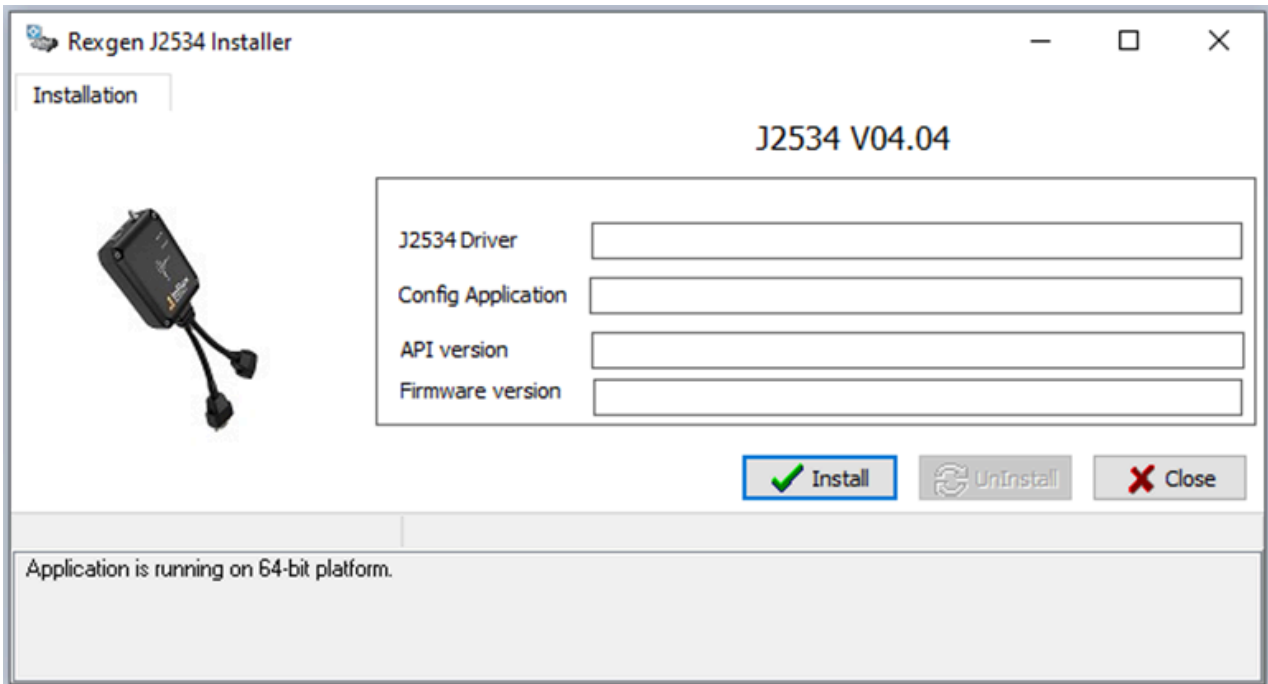 Rexgen J2534 Installer
Installation
J2534 V04.04
J2534 Driver
Config Application
API version
Firmware version
Install
UnInstall
Close
Application is running on 64-bit platform.